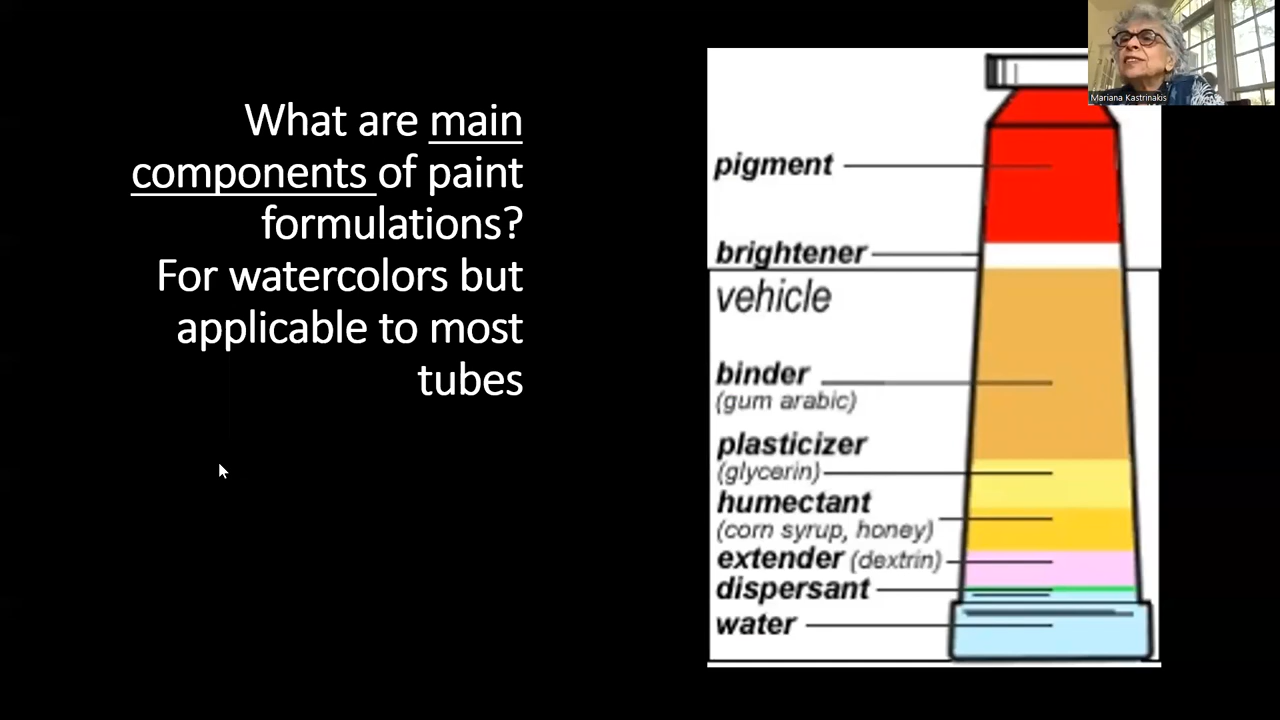 What are main
components of paint
formulations?
For watercolors but
applicable to most
tubes
Mariana Kastrinakis
pigment
brightener
vehicle
binder
(gum arabic)
plasticizer
(glycerin)
humectant
(corn syrup, honey)
extender (dextrin)
dispersant
water